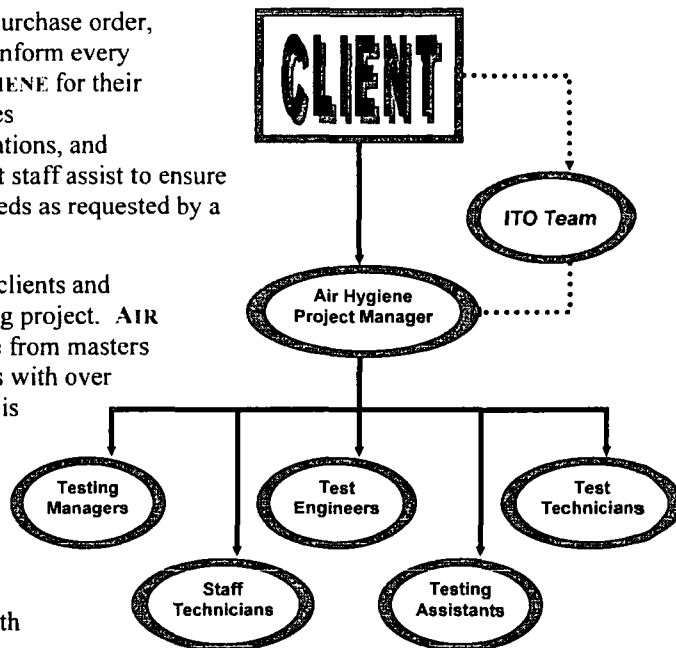 urchase order,
nform every
IENE for their
es
ations, and
t staff assist to ensure
eds as requested by a
clients and
g project. AIR
e from masters
s with over
is
th
CLIENT
ITO Team
Air Hygiene
Project Manager
Testing
Managers
Test
Engineers
Test
Technicians
Staff
Technicians
Testing
Assistants